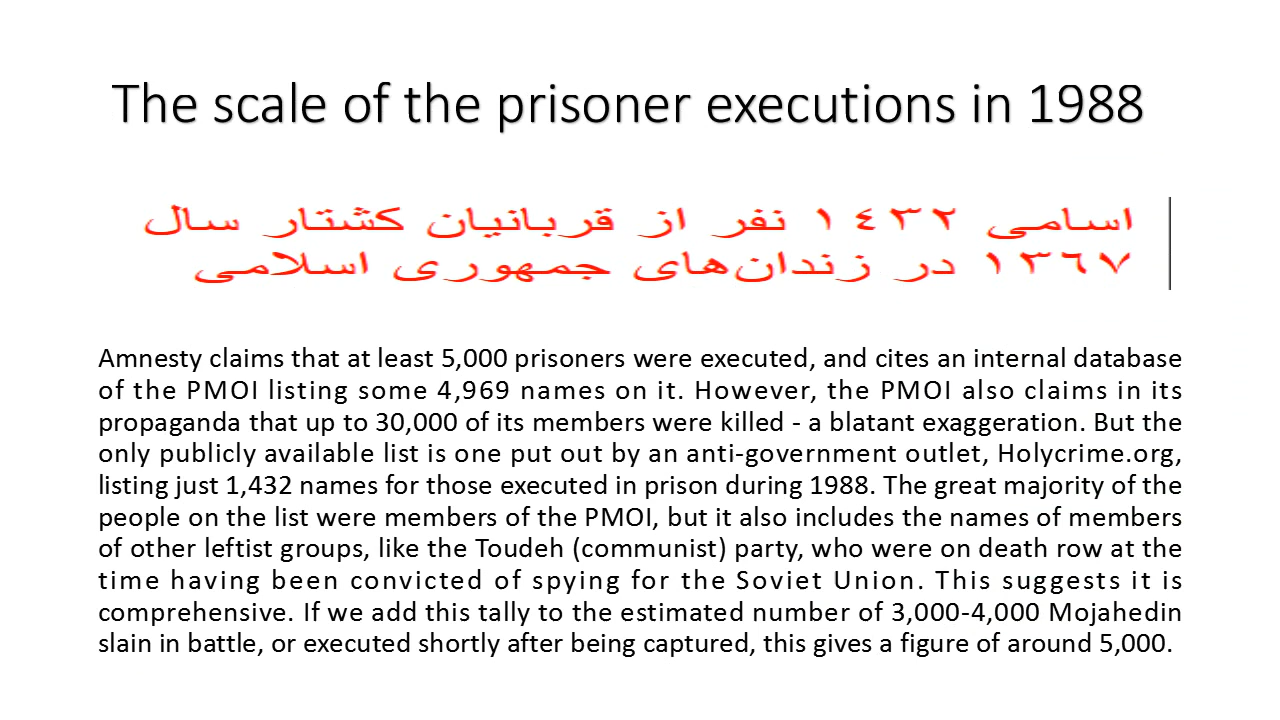 The scale of the prisoner executions in 1988
اسامی ١٤٣٢ نفر از قربانیان کشتار سال
١٣٦٧ در زندان‌های جمهوری اسلامی
Amnesty claims that at least 5,000 prisoners were executed, and cites an internal database
of the PMOI listing some 4,969 names on it. However, the PMOI also claims in its
propaganda that up to 30,000 of its members were killed - a blatant exaggeration. But the
only publicly available list is one put out by an anti-government outlet, Holycrime.org,
listing just 1,432 names for those executed in prison during 1988. The great majority of the
people on the list were members of the PMOI, but it also includes the names of members
of other leftist groups, like the Toudeh (communist) party, who were on death row at the
time having been convicted of spying for the Soviet Union. This suggests it is
comprehensive. If we add this tally to the estimated number of 3,000-4,000 Mojahedin
slain in battle, or executed shortly after being captured, this gives a figure of around 5,000.